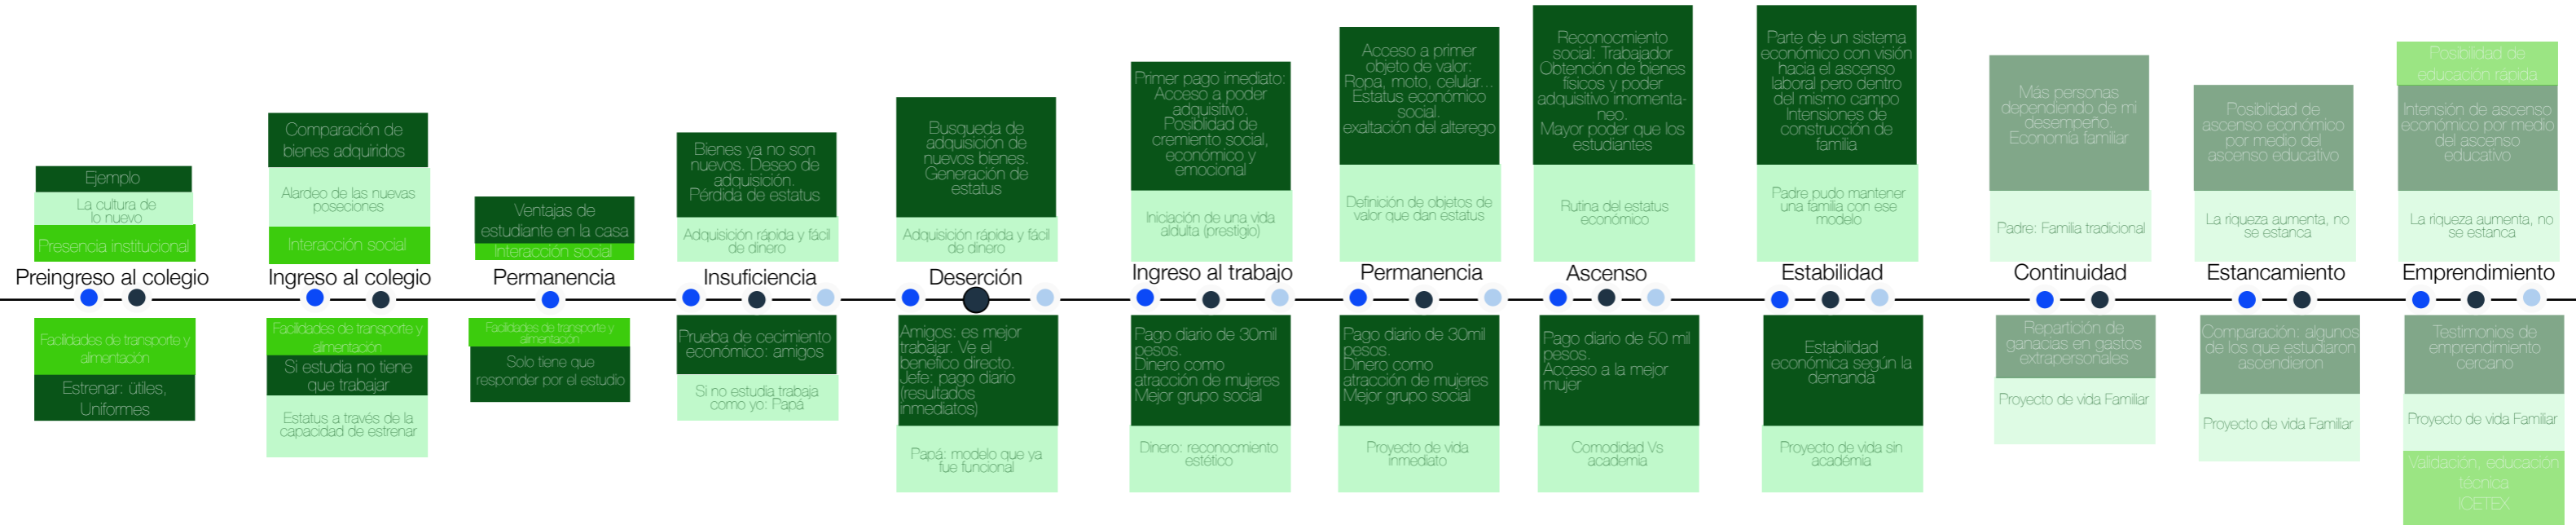 Ejemplo
La cultura de
lo nuevo
Presencia institucional
Preingreso al colegio
Facilidades de transporte y
alimentación
Estrenar: útiles,
Uniformes
Comparación de
bienes adquiridos
Alardeo de las nuevas
poseciones
Interacción social
Ingreso al colegio
Facilidades de transporte y
alimentación
Si estudia no tiene
que trabajar
Estatus a través de la
capacidad de estrenar
Ventajas de
estudiante en la casa
Interacción social
Permanencia
Facilidades de transporte y
alimentación
Solo tiene que
responder por el estudio
Bienes ya no son
nuevos. Deseo de
adquisición.
Pérdida de estatus
Adquisición rápida y fácil
de dinero
Insuficiencia
Prueba de cecimiento
económico: amigos
Si no estudia trabaja
como yo: Papá
Busqueda de
adquisición de
nuevos bienes.
Generación de
estatus
Adquisición rápida y fácil
de dinero
Deserción
Amigos: es mejor
trabajar. Ve el
benefico directo.
Jefe: pago diario
(resultados
inmediatos)
Papá: modelo que ya
fue funcional
Primer pago imediato:
Acceso a poder
adquisitivo.
Posiblidad de
cremiento social,
económico y
emocional
Iniciación de una vida
aldulta (prestigio)
Ingreso al trabajo
Pago diario de 30mil
pesos.
Dinero como
atracción de mujeres
Mejor grupo social
Dinero: reconocmiento
estético
Acceso a primer
objeto de valor:
Ropa, moto, celular...
Estatus económico
social.
exaltación del alterego
Definición de objetos de
valor que dan estatus
Permanencia
Pago diario de 30mil
pesos.
Dinero como
atracción de mujeres
Mejor grupo social
Proyecto de vida
inmediato
Reconocmiento
social: Trabajador
Obtención de bienes
físicos y poder
adquisitivo imomenta-
neo.
Mayor poder que los
estudiantes
Rutina del estatus
económico
Ascenso
Pago diario de 50 mil
pesos.
Acceso a la mejor
mujer
Comodidad Vs
academia
Parte de un sistema
económico con visión
hacia el ascenso
laboral pero dentro
del mismo campo
Intensiones de
construcción de
familia
Padre pudo mantener
una familia con ese
modelo
Estabilidad
Estabilidad
económica según la
demanda
Proyecto de vida sin
académia
Más personas
dependiendo de mi
desempeño.
Economía familiar
Padre: Familia tradicional
Continuidad
Repartición de
ganacias en gastos
extrapersonales
Proyecto de vida Familiar
Posiblidad de
ascenso económico
por medio del
ascenso educativo
La riqueza aumenta, no
se estanca
Estancamiento
Comparación: algunos
de los que estudiaron
ascendieron
Proyecto de vida Familiar
Posibilidad de
educación rápida
Intensión de ascenso
económico por medio
del ascenso
educativo
La riqueza aumenta, no
se estanca
Emprendimiento
Testimonios de
emprendimiento
cercano
Proyecto de vida Familiar
Validación, educación
técnica
ICETEX